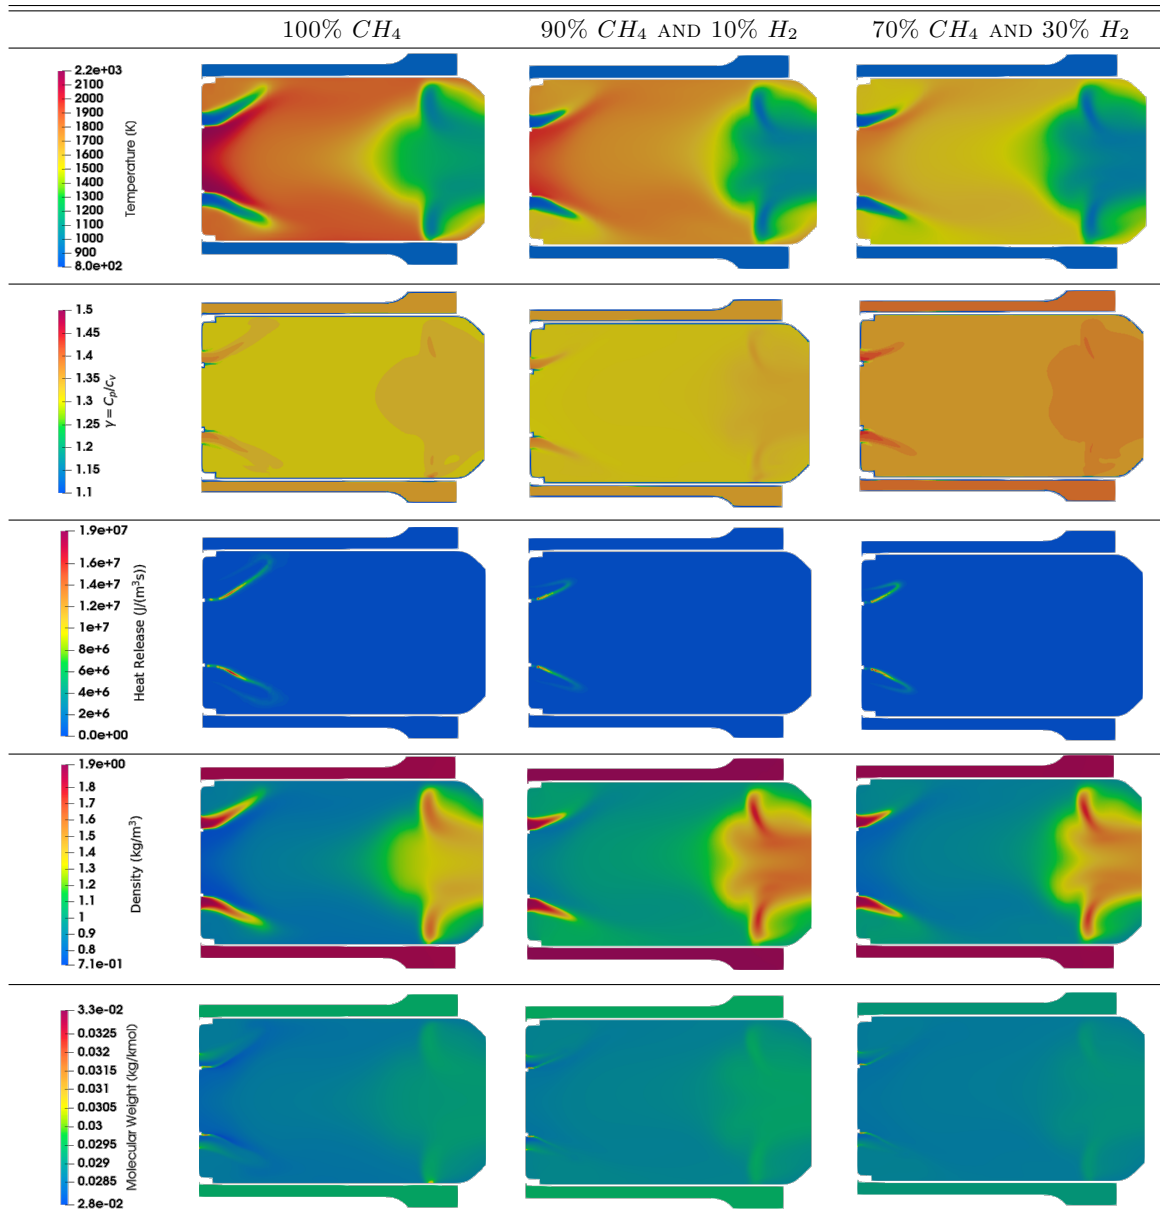 100% CH4 90% CH4 AND 10% H2 70% CH4 AND 30% H2
2.2e+03
2100
2000
1900
1800
1700
1600
1500
1400
1300
1200
1100
1000
900
8.0e+02
Temperature (K)
1.5
1.45
1.4
1.35
1.3
1.25
1.2
1.15
1.1
γ = Cp/cv
1.9e+07
1.6e+7
1.4e+7
1.2e+7
1e+7
8e+6
6e+6
4e+6
2e+6
0.0e+00
Heat Release (J/(m³s))
1.9e+00
1.8
1.7
1.6
1.5
1.4
1.3
1.2
1.1
1
0.9
0.8
7.1e-01
Density (kg/m³)
3.3e-02
0.0325
0.032
0.0315
0.031
0.0305
0.03
0.0295
0.029
0.0285
2.8e-02
Molecular Weight (kg/kmol)